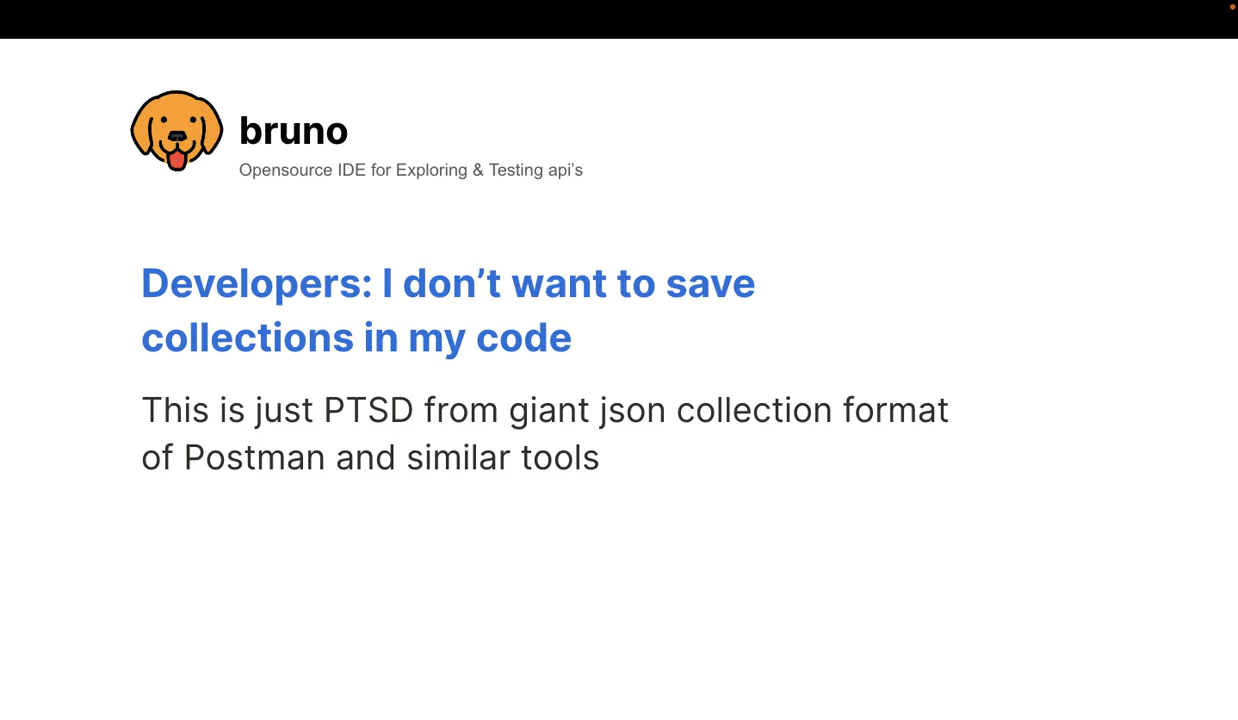 bruno
Opensource IDE for Exploring & Testing api’s
Developers: I don’t want to save
collections in my code
This is just PTSD from giant json collection format
of Postman and similar tools